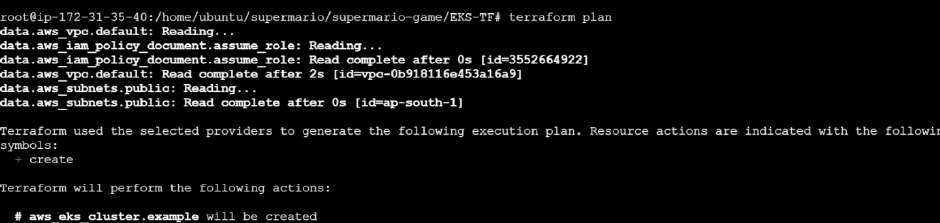 root@ip-172-31-35-40:/home/ubuntu/supermario/supermario-game/EKS-TF# terraform plan
data.aws_vpc.default: Reading...
data.aws_iam_policy_document.assume_role: Reading...
data.aws_iam_policy_document.assume_role: Read complete after 0s [id=3552664922]
data.aws_vpc.default: Read complete after 2s [id=vpc-0b918116e453a16a9]
data.aws_subnets.public: Reading...
data.aws_subnets.public: Read complete after 0s [id=ap-south-1]
Terraform used the selected providers to generate the following execution plan. Resource actions are indicated with the followin
symbols:
+ create
Terraform will perform the following actions:
# aws_eks_cluster.example will be created